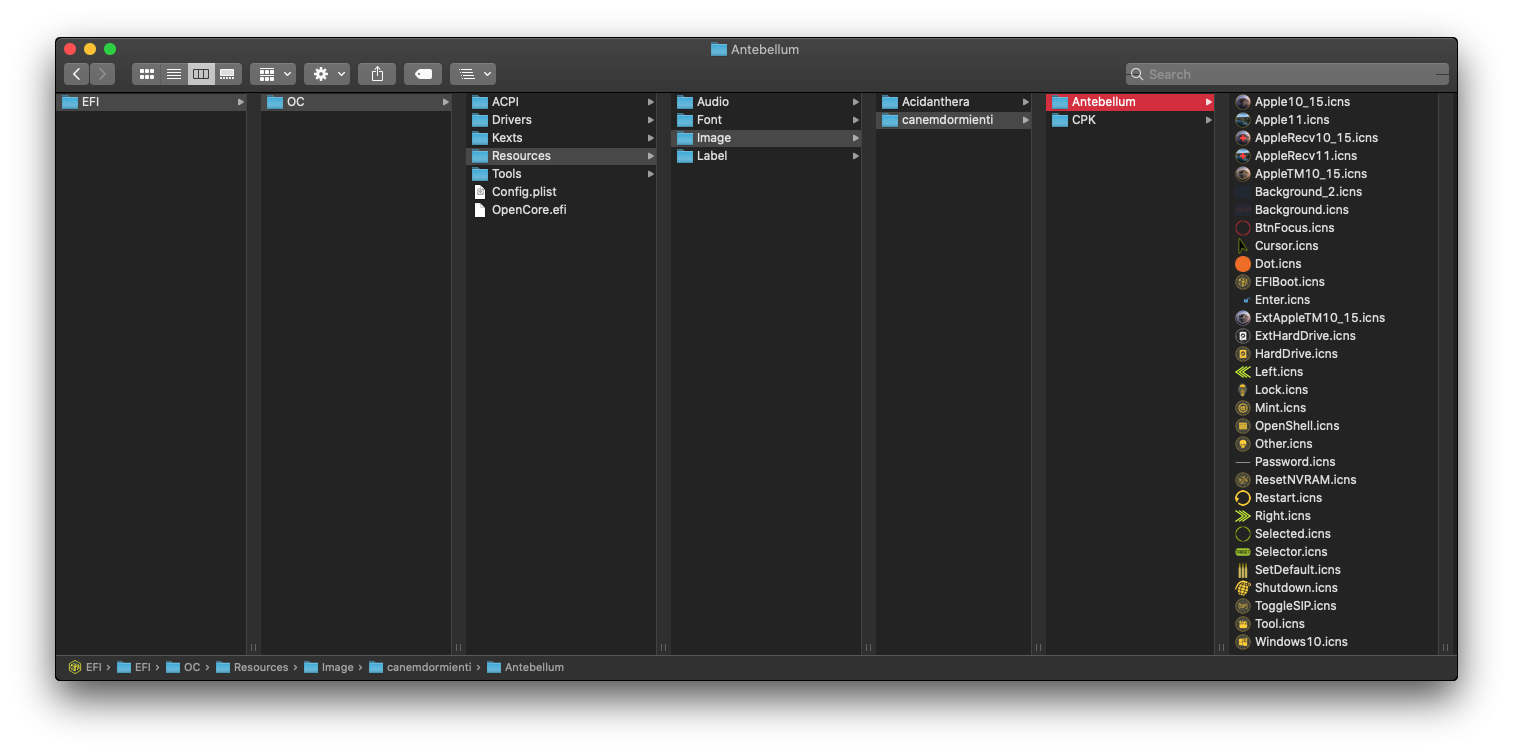 Antebellum
Search
EFI
OC
ACPI
Drivers
Kexts
Resources
Tools
Config.plist
OpenCore.efi
Audio
Font
Image
Label
Acidanthera
canemdormienti
Antebellum
CPK
Apple10_15.icns
Apple11.icns
AppleRecv10_15.icns
AppleRecv11.icns
AppleTM10_15.icns
Background_2.icns
Background.icns
BtnFocus.icns
Cursor.icns
Dot.icns
EFIBoot.icns
Enter.icns
ExtAppleTM10_15.icns
ExtHardDrive.icns
HardDrive.icns
Left.icns
Lock.icns
Mint.icns
OpenShell.icns
Other.icns
Password.icns
ResetNVRAM.icns
Restart.icns
Right.icns
Selected.icns
Selector.icns
SetDefault.icns
Shutdown.icns
ToggleSIP.icns
Tool.icns
Windows10.icns
EFI › EFI › OC › Resources › Image › canemdormienti › Antebellum